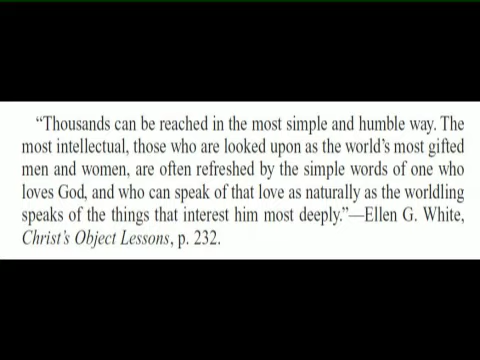 “Thousands can be reached in the most simple and humble way. The
most intellectual, those who are looked upon as the world’s most gifted
men and women, are often refreshed by the simple words of one who
loves God, and who can speak of that love as naturally as the worldling
speaks of the things that interest him most deeply.”—Ellen G. White,
Christ’s Object Lessons, p. 232.